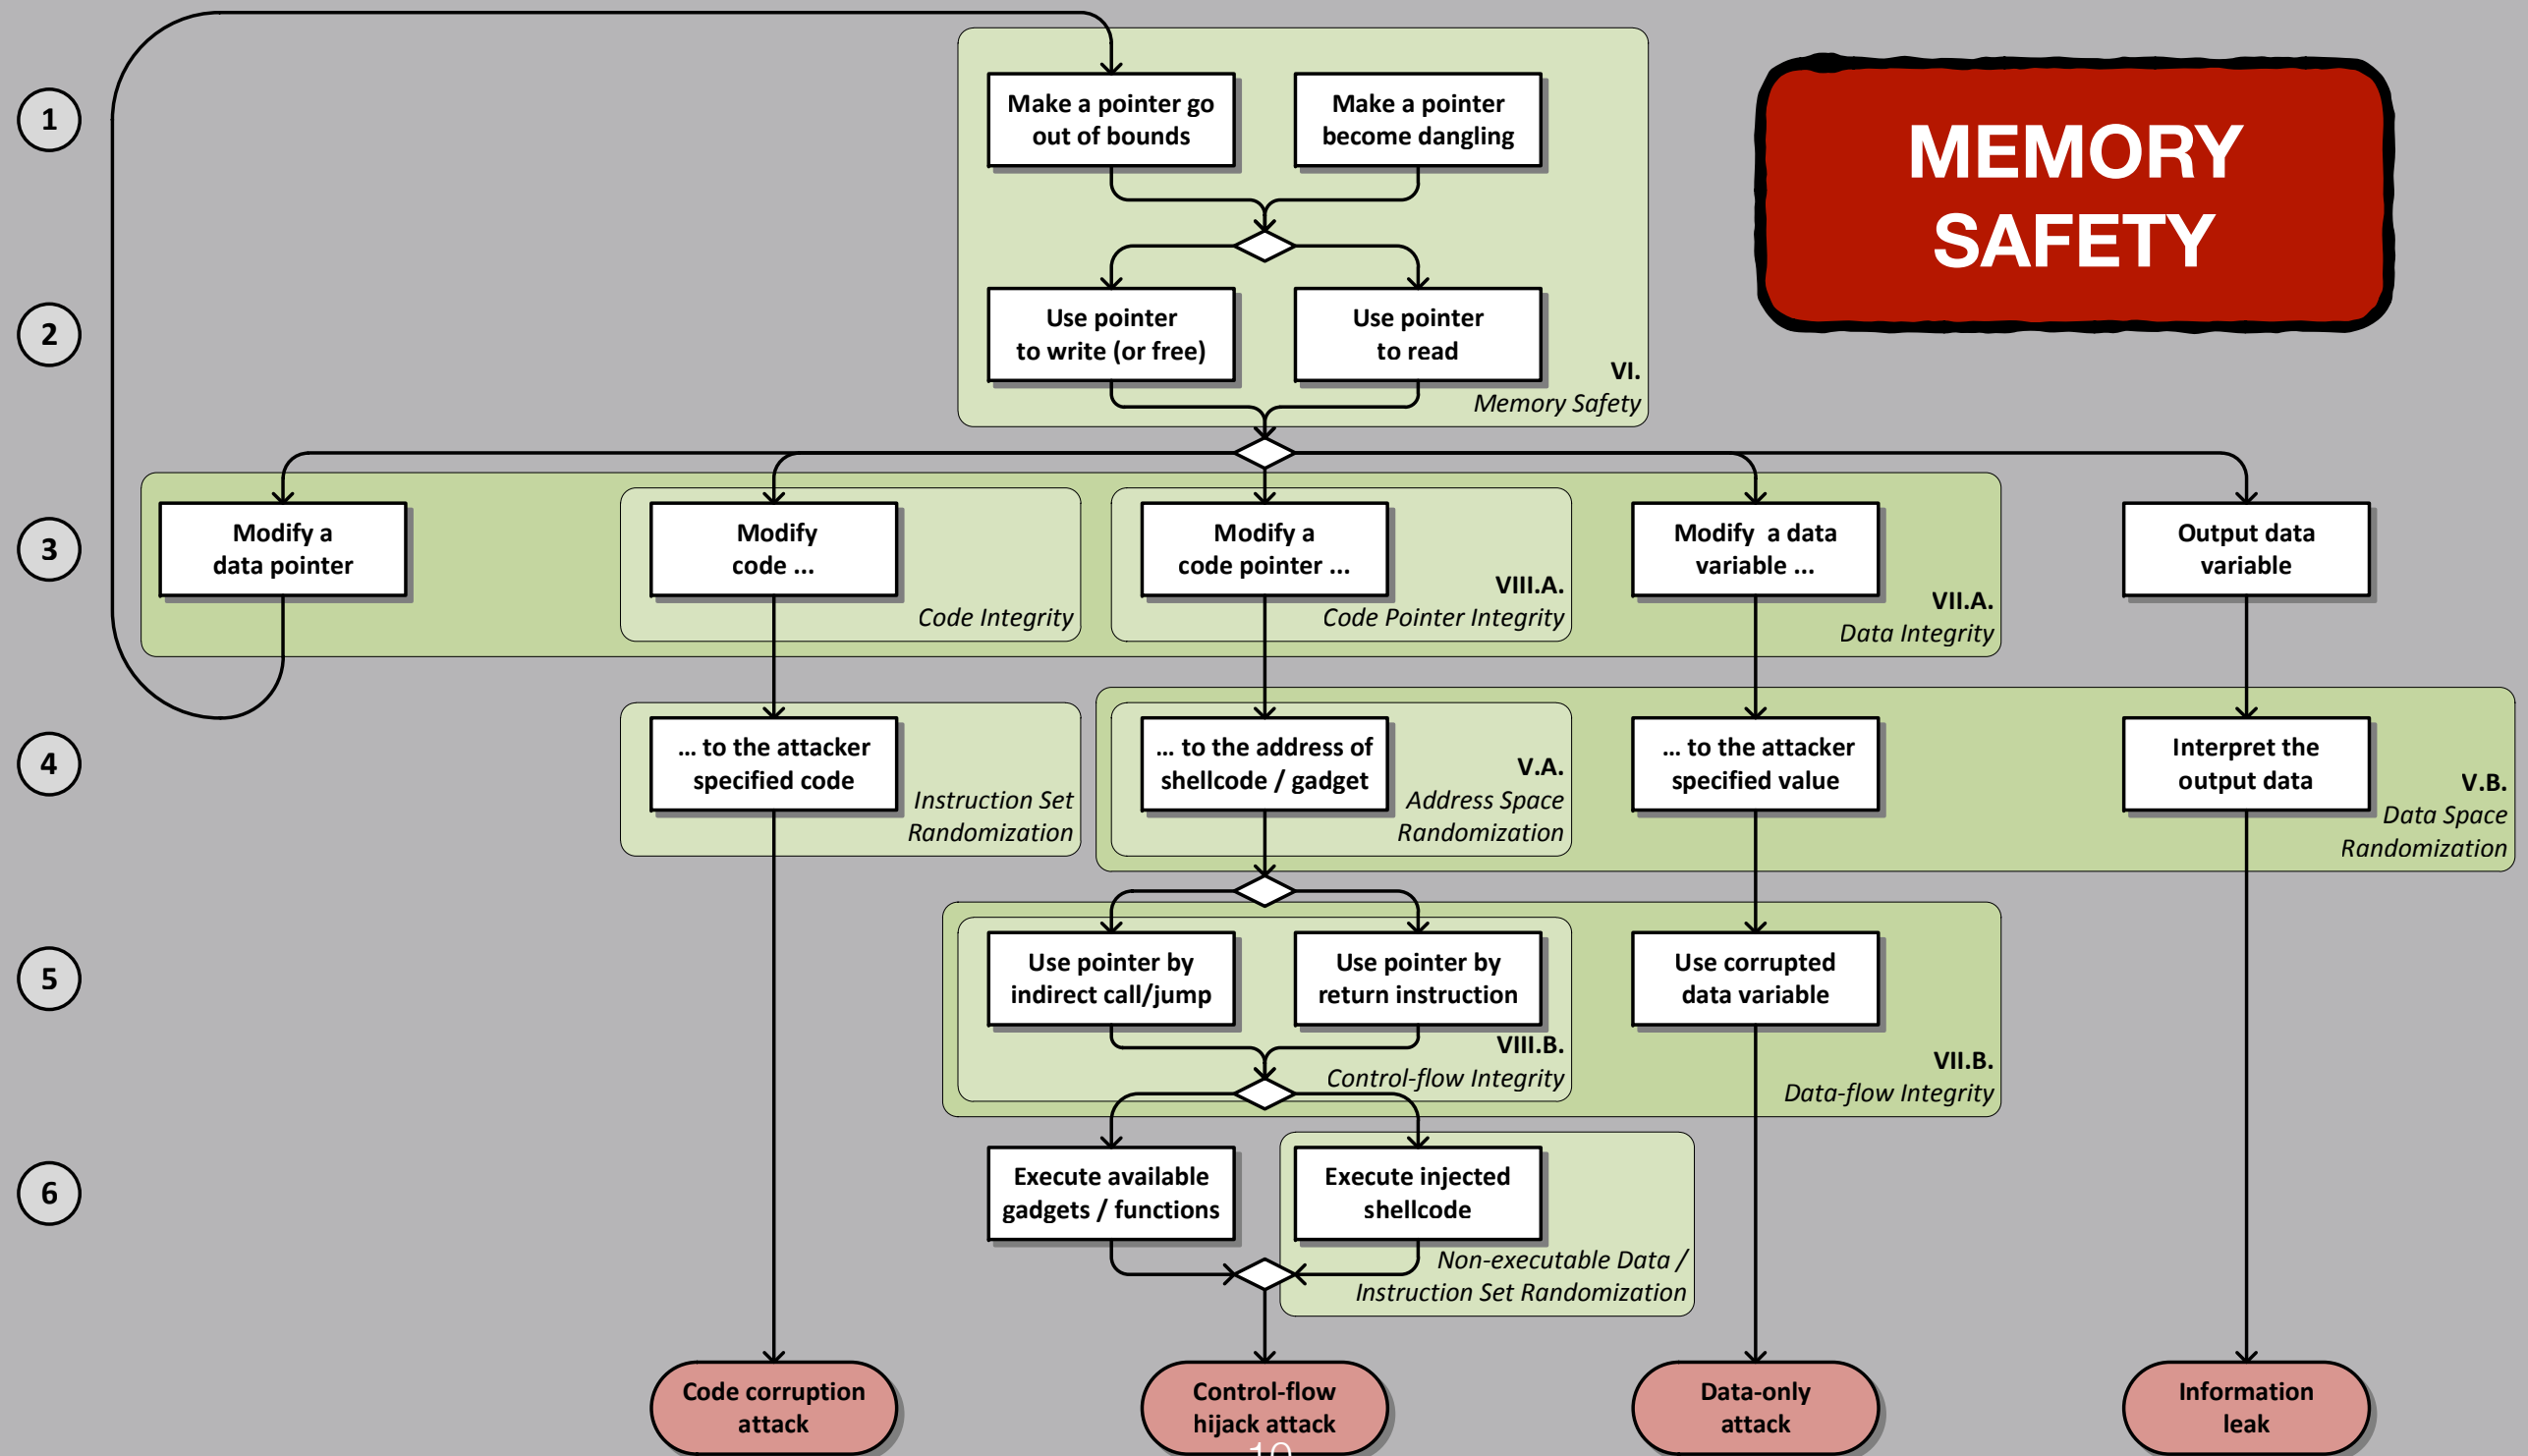 1
Make a pointer go
out of bounds
Make a pointer
become dangling
MEMORY
SAFETY
2
Use pointer
to write (or free)
Use pointer
to read
VI.
Memory Safety
3
Modify a
data pointer
Modify
code ...
Code Integrity
Modify a
code pointer ...
VIII.A.
Code Pointer Integrity
Modify a data
variable ...
VII.A.
Data Integrity
Output data
variable
4
... to the attacker
specified code
Instruction Set
Randomization
... to the address of
shellcode / gadget
V.A.
Address Space
Randomization
... to the attacker
specified value
Interpret the
output data
V.B.
Data Space
Randomization
5
Use pointer by
indirect call/jump
Use pointer by
return instruction
VIII.B.
Control-flow Integrity
Use corrupted
data variable
VII.B.
Data-flow Integrity
6
Execute available
gadgets / functions
Execute injected
shellcode
Non-executable Data /
Instruction Set Randomization
Code corruption
attack
Control-flow
hijack attack
Data-only
attack
Information
leak